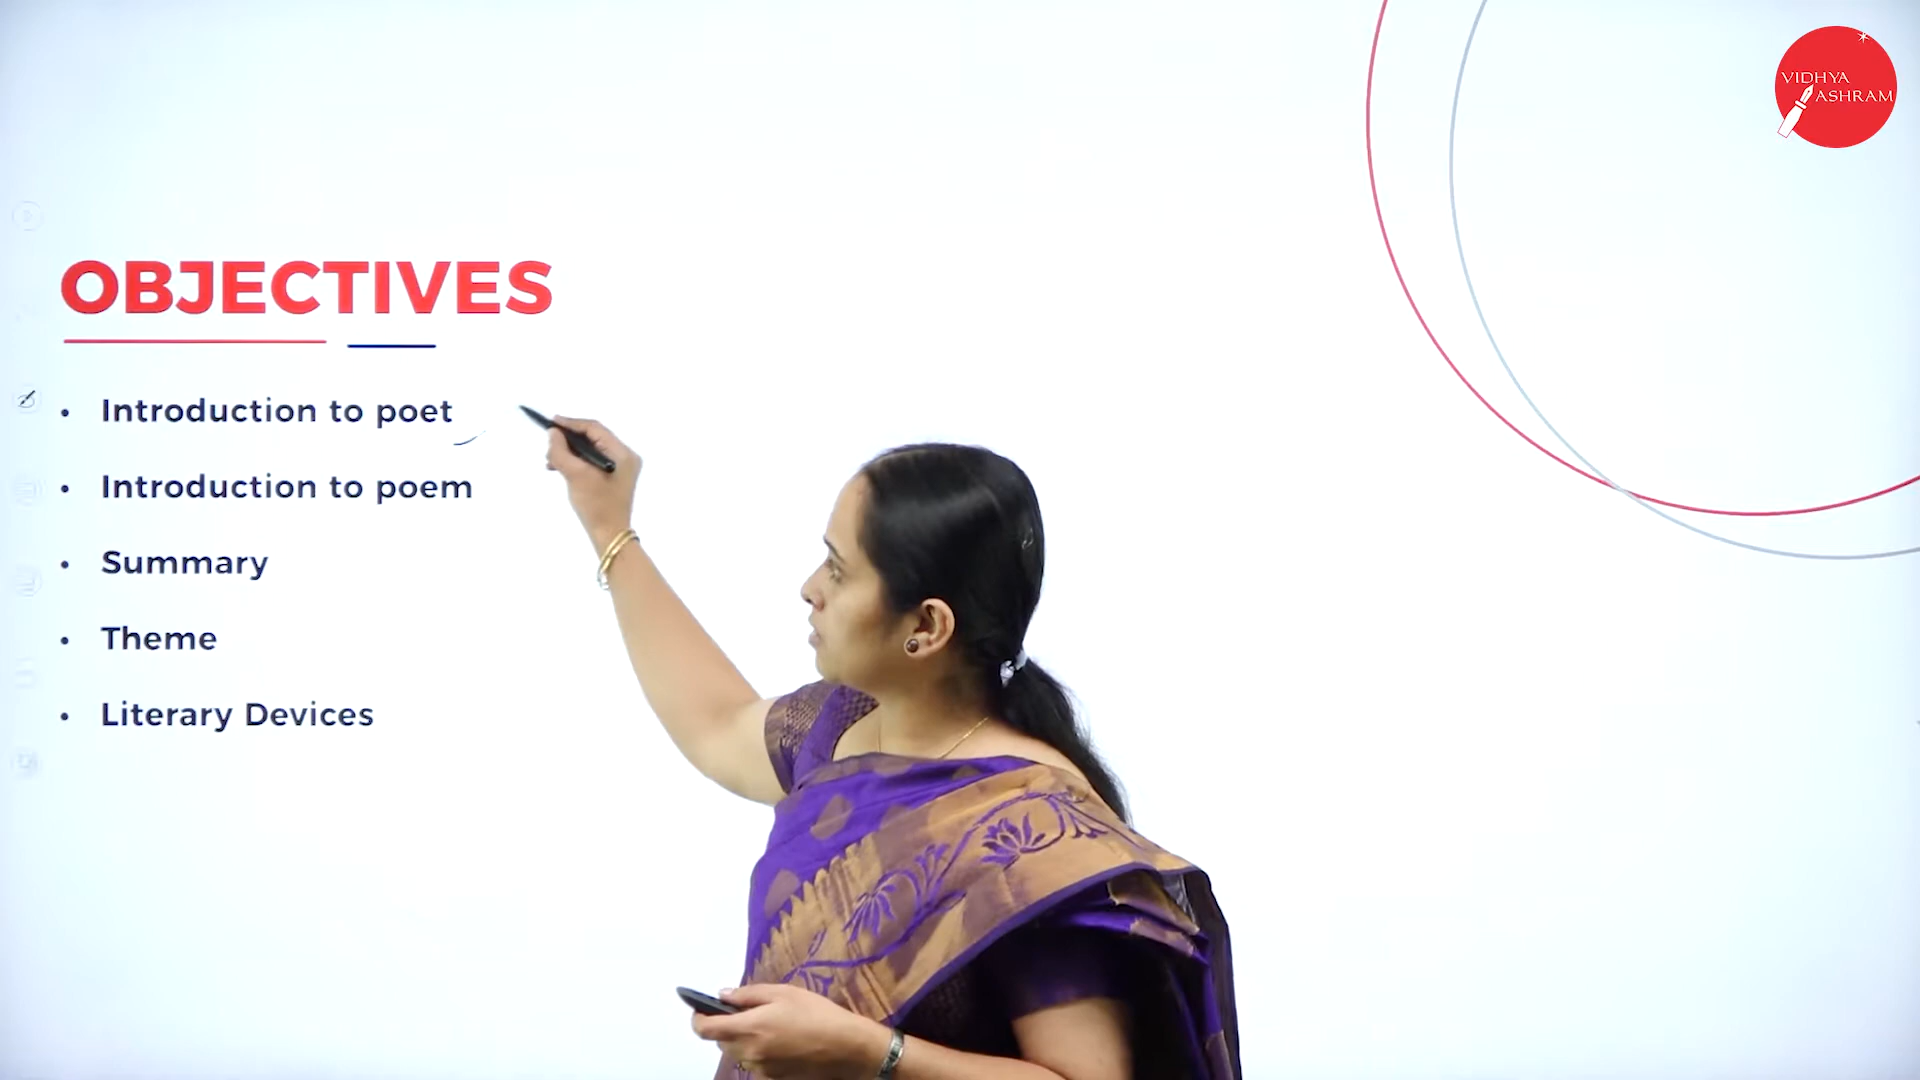 VIDHYA
ASHRAM
OBJECTIVES
• Introduction to poet
• Introduction to poem
• Summary
• Theme
• Literary Devices